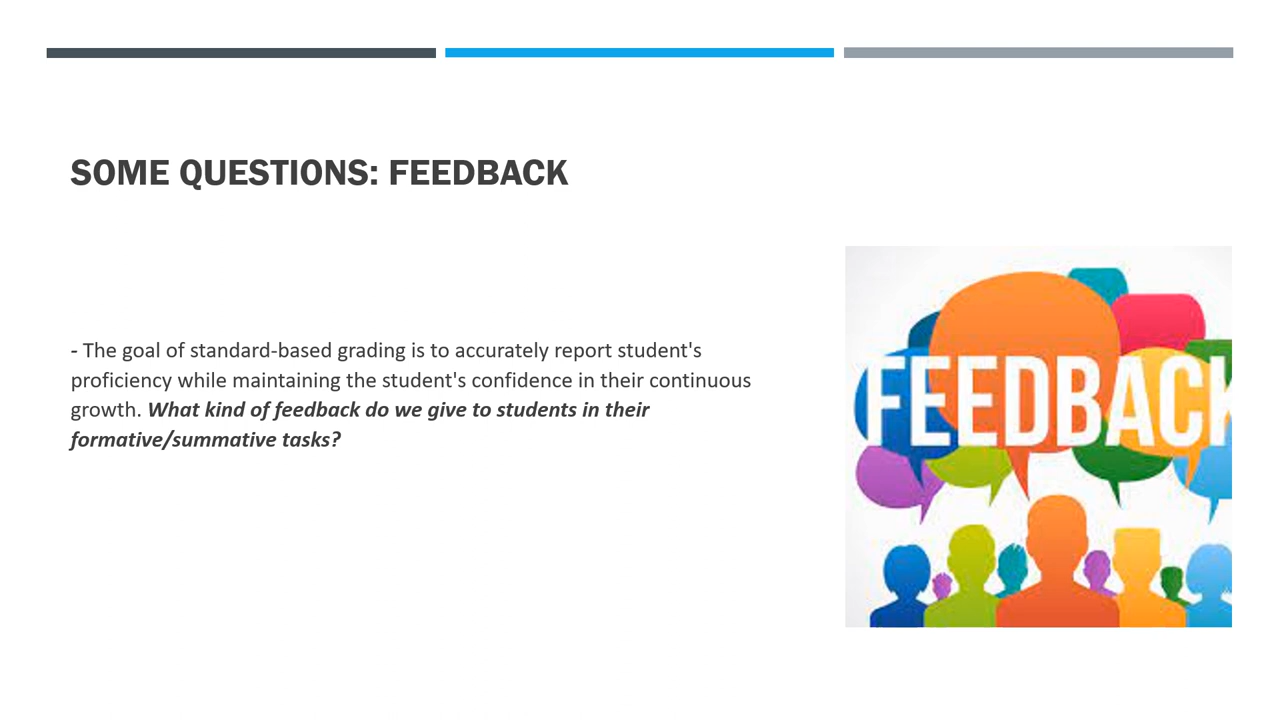 SOME QUESTIONS: FEEDBACK
- The goal of standard-based grading is to accurately report student's
proficiency while maintaining the student's confidence in their continuous
growth. What kind of feedback do we give to students in their
formative/summative tasks?
FEEDBACK